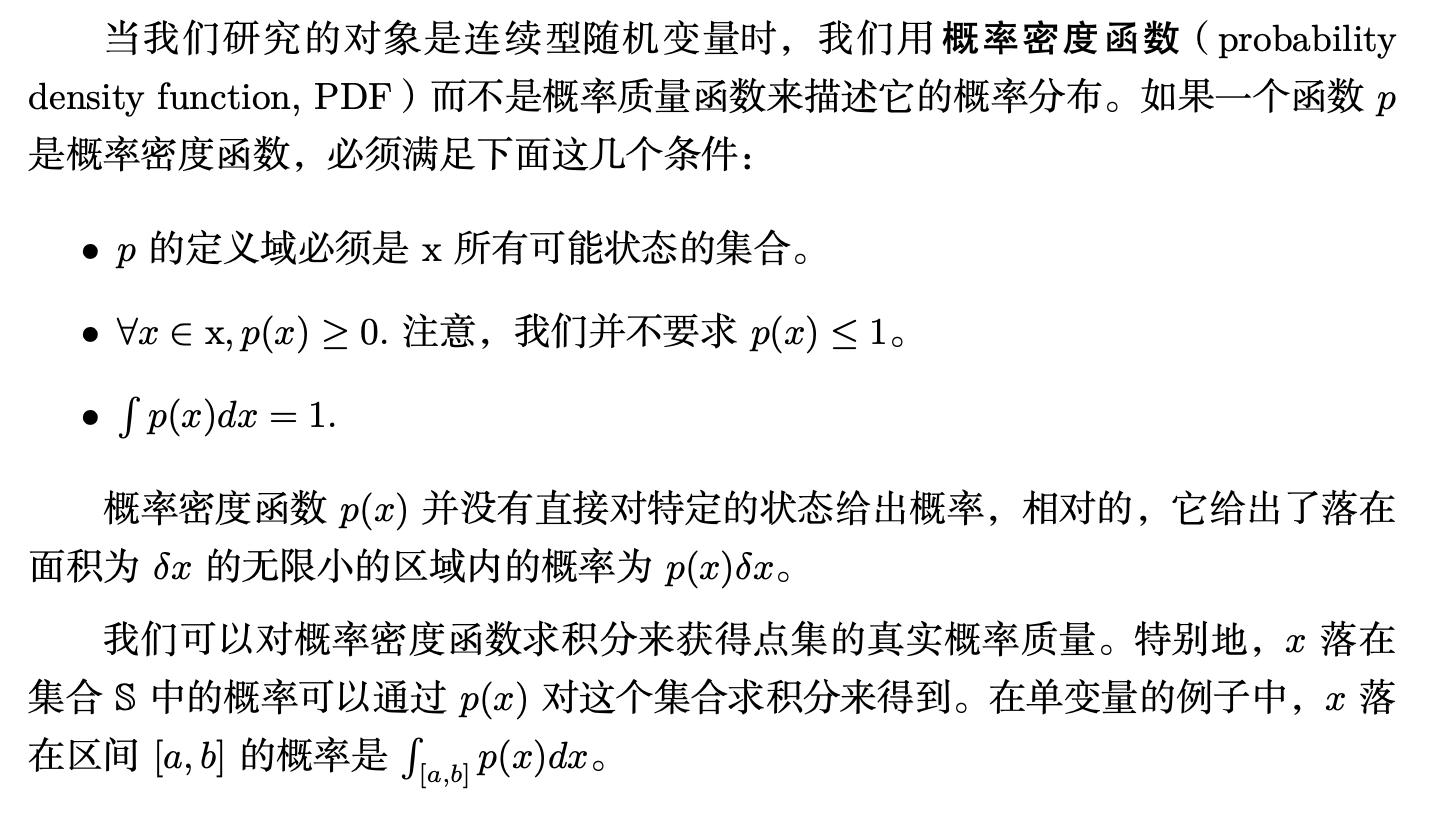 当我们研究的对象是连续型随机变量时，我们用概率密度函数（probability
density function, PDF）而不是概率质量函数来描述它的概率分布。如果一个函数 p
是概率密度函数，必须满足下面这几个条件：
• p 的定义域必须是 x 所有可能状态的集合。
• ∀x ∈ x, p(x) ≥ 0. 注意，我们并不要求 p(x) ≤ 1。
• ∫ p(x)dx = 1.
概率密度函数 p(x) 并没有直接对特定的状态给出概率，相对的，它给出了落在
面积为 δx 的无限小的区域内的概率为 p(x)δx。
我们可以对概率密度函数求积分来获得点集的真实概率质量。特别地，x 落在
集合 𝕊 中的概率可以通过 p(x) 对这个集合求积分来得到。在单变量的例子中，x 落
在区间 [a, b] 的概率是 ∫[a,b] p(x)dx。